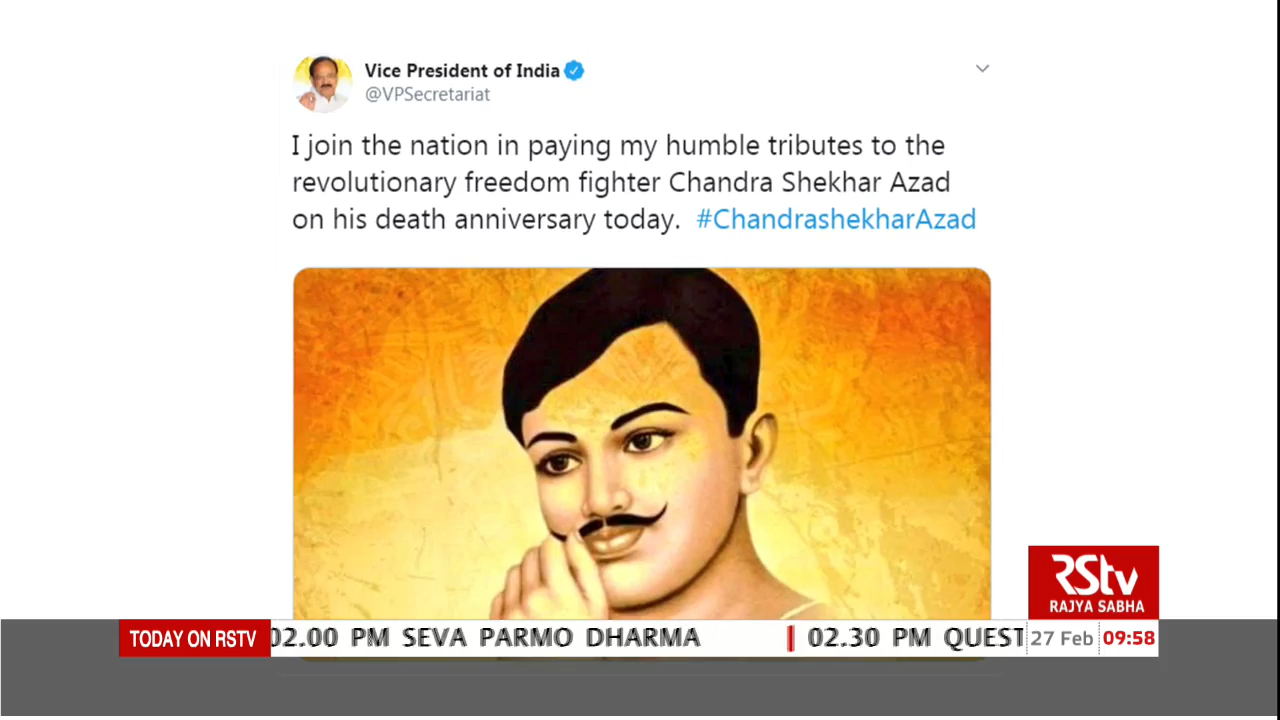 Vice President of India
@VPSecretariat
I join the nation in paying my humble tributes to the
revolutionary freedom fighter Chandra Shekhar Azad
on his death anniversary today. #ChandrashekharAzad
RStv
RAJYA SABHA
TODAY ON RSTV 02.00 PM SEVA PARMO DHARMA | 02.30 PM QUEST 27 Feb 09:58